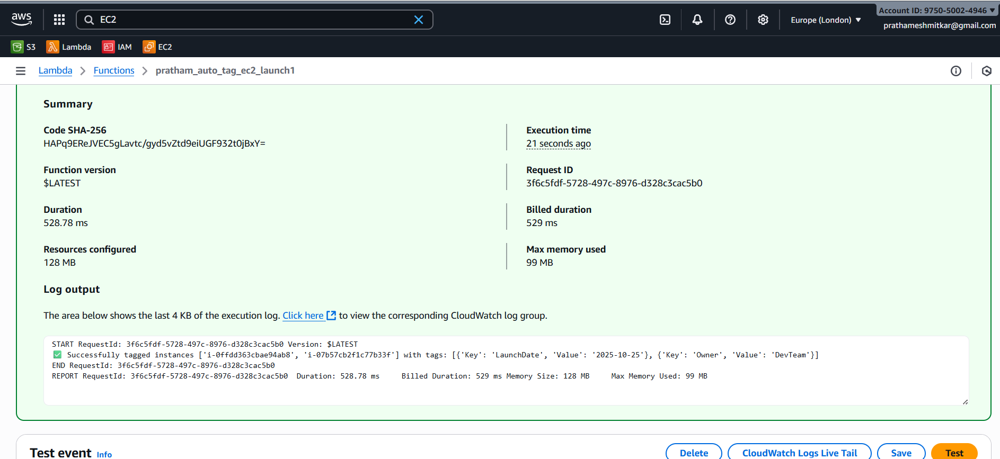 aws
EC2
Europe (London)
Account ID: 9750-5002-4946
prathameshmitkar@gmail.com
S3
Lambda
IAM
EC2
Lambda
Functions
pratham_auto_tag_ec2_launch1
Summary
Code SHA-256
HAPq9EReJVEC5gLavtc/gyd5vZtd9eiUGF932t0jBxY=
Execution time
21 seconds ago
Function version
$LATEST
Request ID
3f6c5fdf-5728-497c-8976-d328c3cac5b0
Duration
528.78 ms
Billed duration
529 ms
Resources configured
128 MB
Max memory used
99 MB
Log output
The area below shows the last 4 KB of the execution log. Click here to view the corresponding CloudWatch log group.
START RequestId: 3f6c5fdf-5728-497c-8976-d328c3cac5b0 Version: $LATEST
✅ Successfully tagged instances ['i-0ffdd363cbae94ab8', 'i-07b57cb2f1c77b33f'] with tags: [{'Key': 'LaunchDate', 'Value': '2025-10-25'}, {'Key': 'Owner', 'Value': 'DevTeam'}]
END RequestId: 3f6c5fdf-5728-497c-8976-d328c3cac5b0
REPORT RequestId: 3f6c5fdf-5728-497c-8976-d328c3cac5b0 Duration: 528.78 ms Billed Duration: 529 ms Memory Size: 128 MB Max Memory Used: 99 MB
Test event Info
Delete
CloudWatch Logs Live Tail
Save
Test